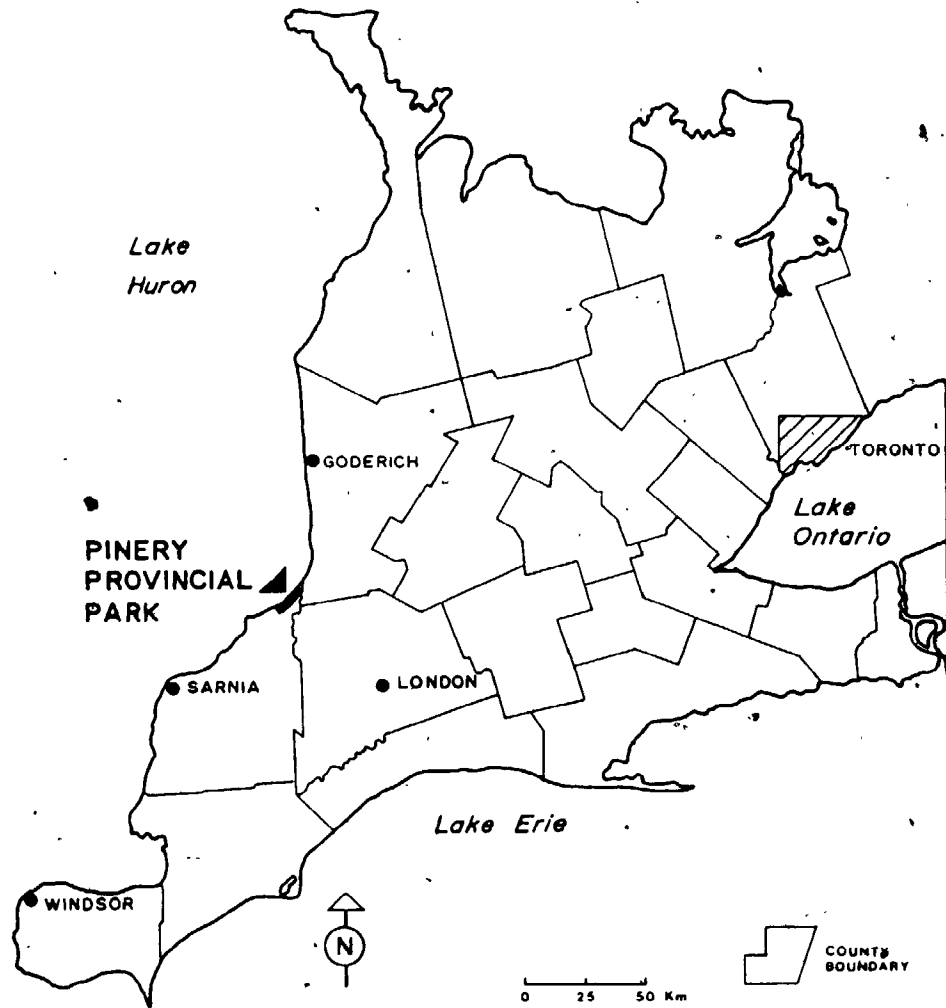 Lake
Huron
GODERICH
TORONTO
Lake
Ontario
PINERY
PROVINCIAL
PARK
SARNIA
LONDON
Lake Erie
WINDSOR
N
COUNTY
BOUNDARY
0 25 50 Km